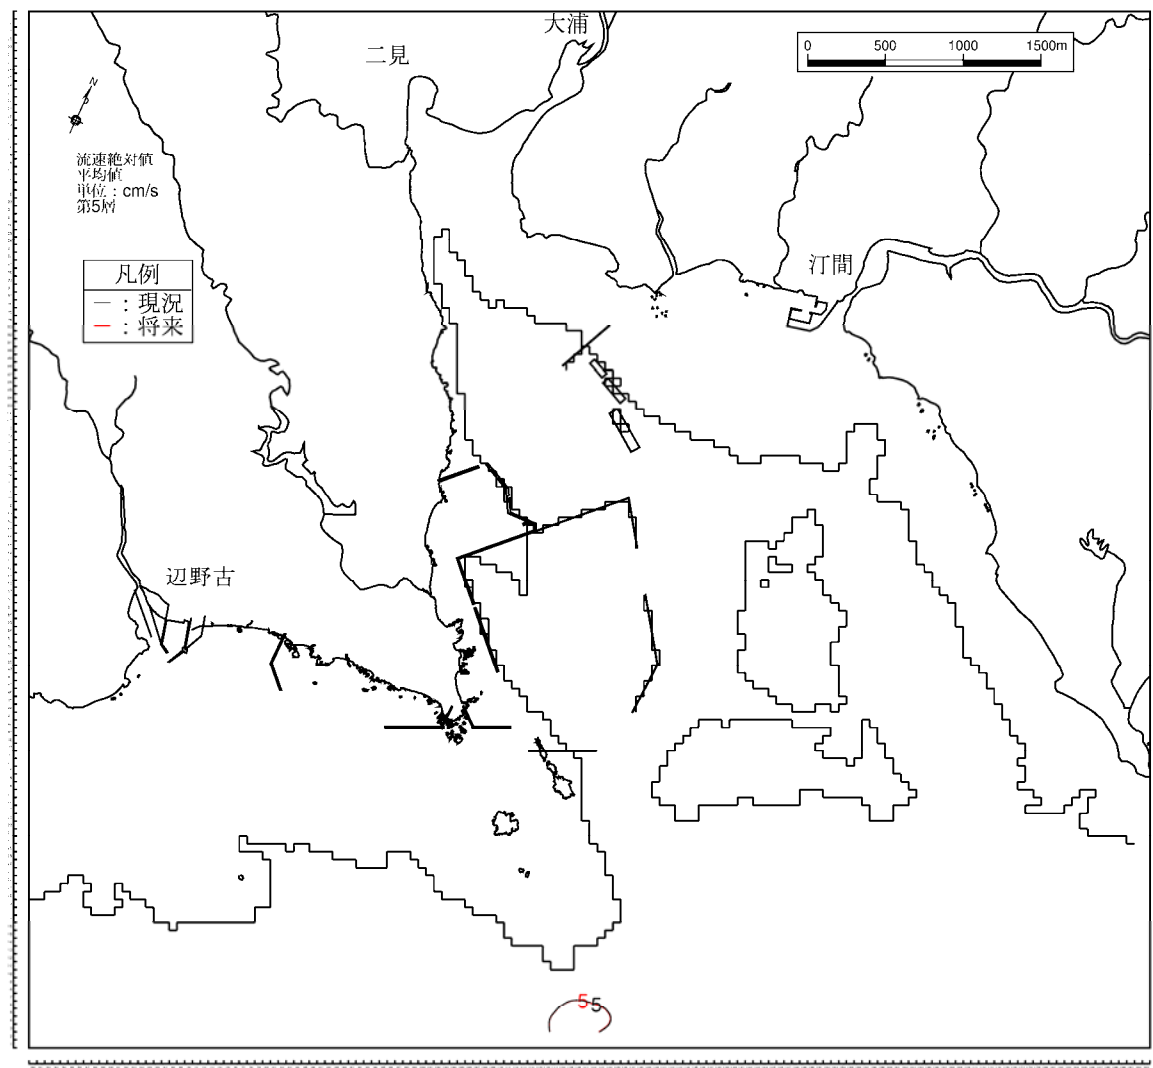 大浦
二見
0 500 1000 1500m
N
流速絶対値
平均値
単位：cm/s
第5層
汀間
凡例
―：現況
―：将来
辺野古
5 5